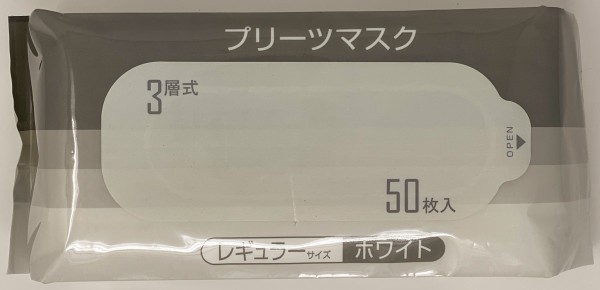 プリーツマスク
3層式
OPEN
50枚入
レギュラーサイズ ホワイト